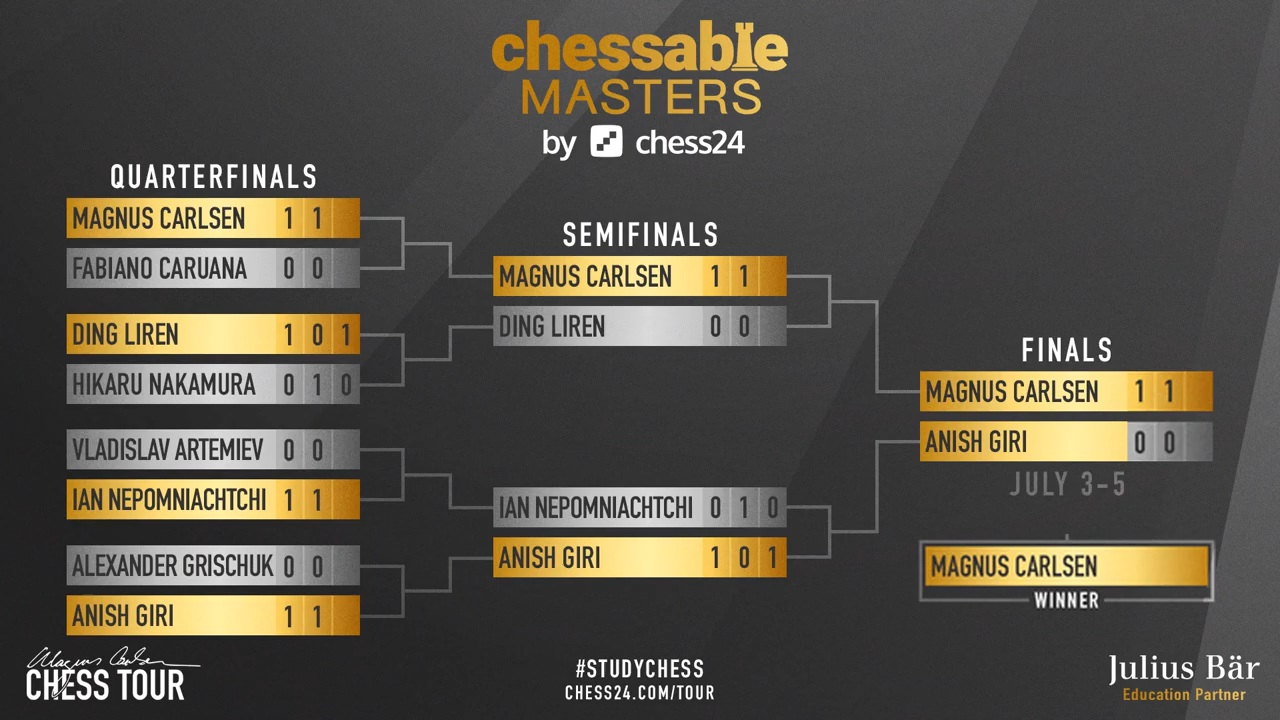 chessable
MASTERS
by chess24
QUARTERFINALS
MAGNUS CARLSEN 1 1
FABIANO CARUANA 0 0
DING LIREN 1 0 1
HIKARU NAKAMURA 0 1 0
VLADISLAV ARTEMIEV 0 0
IAN NEPOMNIACHTCHI 1 1
ALEXANDER GRISCHUK 0 0
ANISH GIRI 1 1
SEMIFINALS
MAGNUS CARLSEN 1 1
DING LIREN 0 0
IAN NEPOMNIACHTCHI 0 1 0
ANISH GIRI 1 0 1
FINALS
MAGNUS CARLSEN 1 1
ANISH GIRI 0 0
JULY 3-5
MAGNUS CARLSEN
WINNER
Magnus Carlsen
CHESS TOUR
#STUDYCHESS
CHESS24.COM/TOUR
Julius Bär
Education Partner